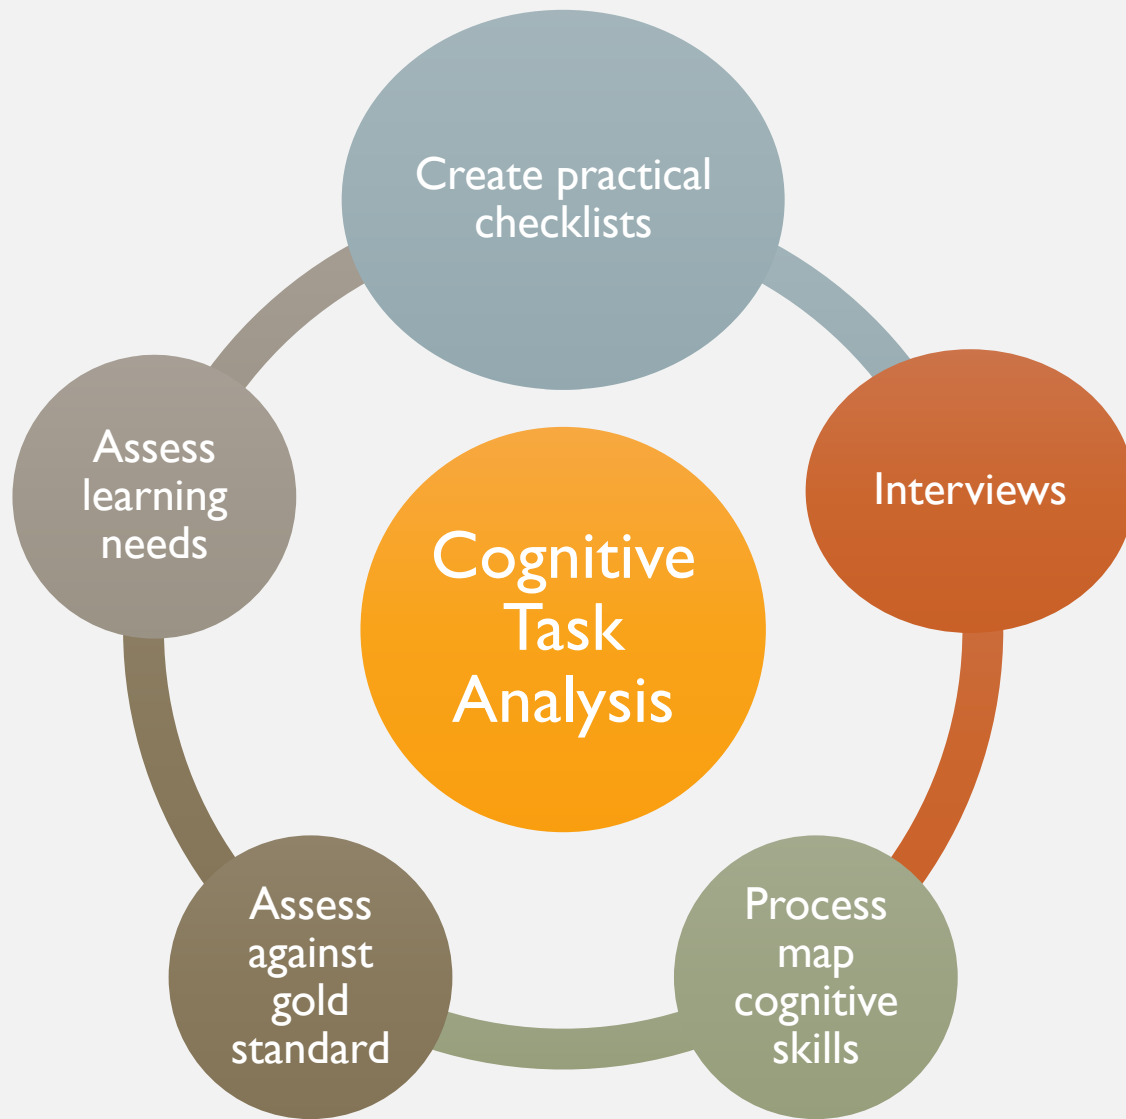 Create practical
checklists
Interviews
Process
map
cognitive
skills
Assess
against
gold
standard
Assess
learning
needs
Cognitive
Task
Analysis